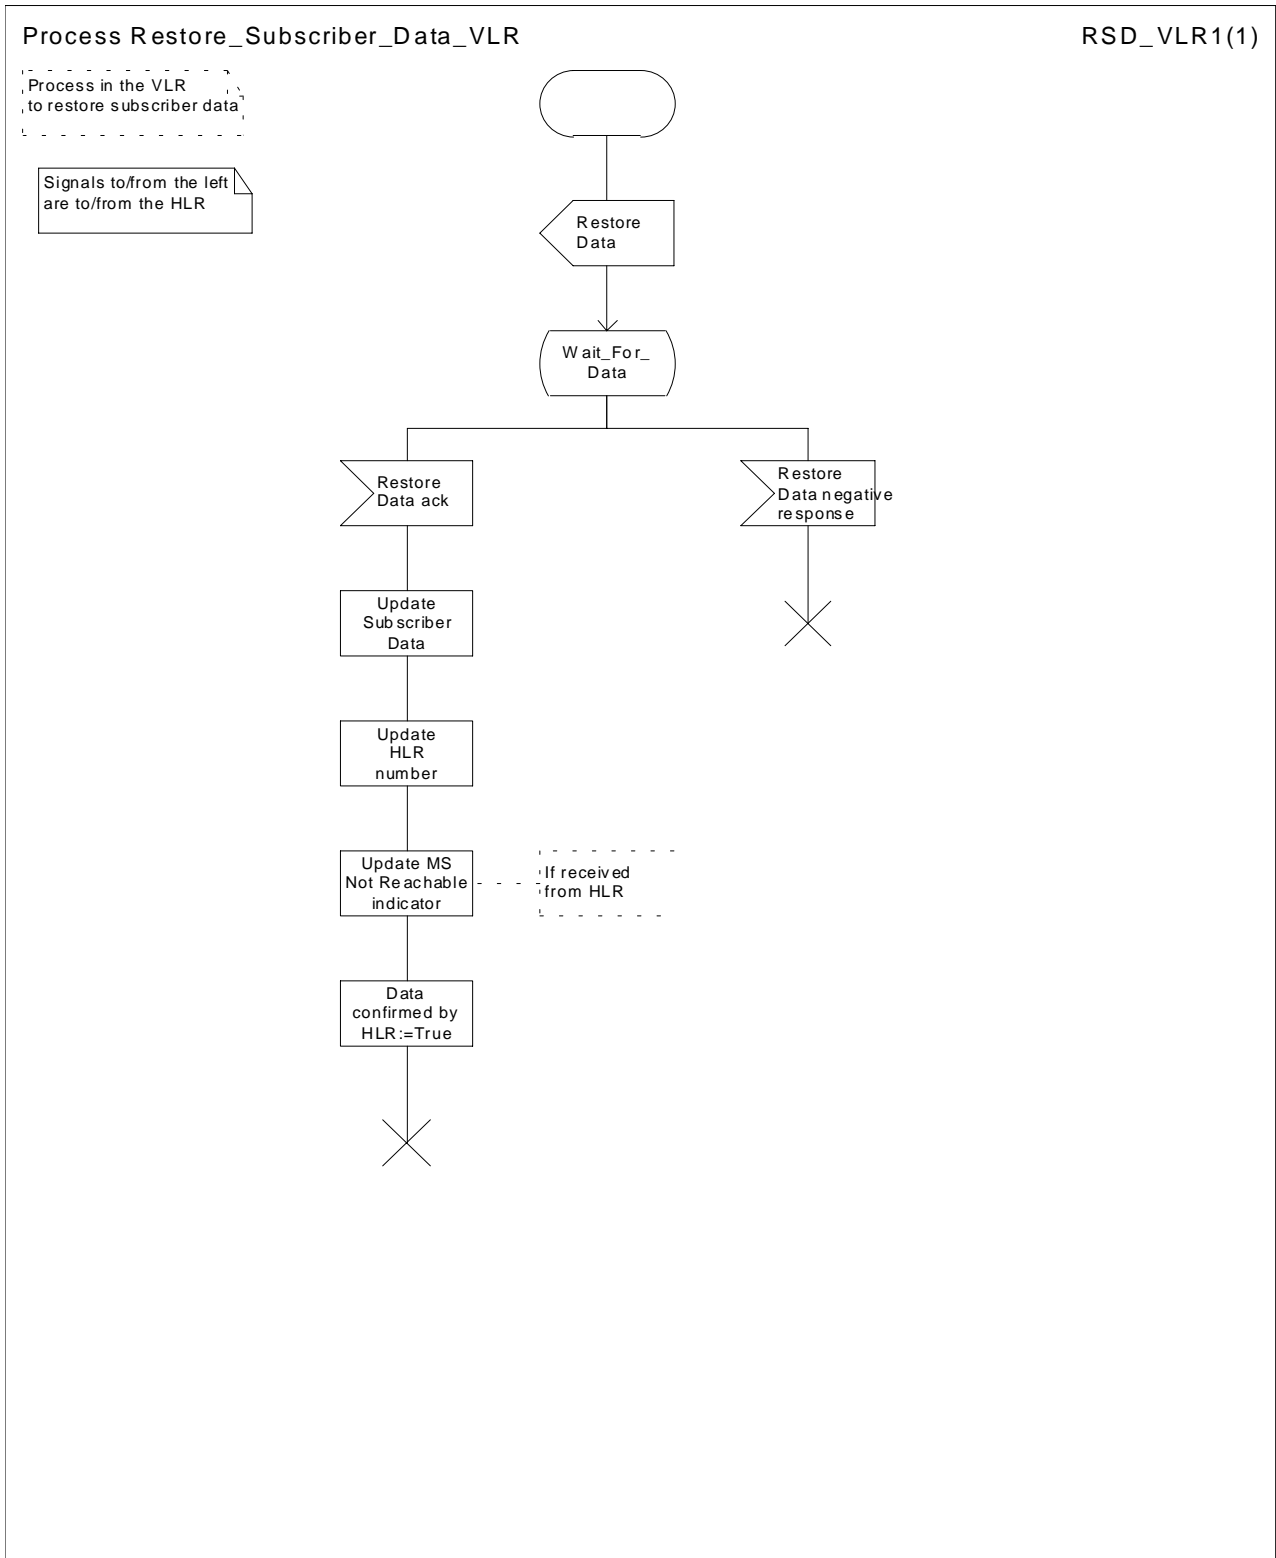 Process Restore_Subscriber_Data_VLR
RSD_VLR1(1)
Process in the VLR
to restore subscriber data
Signals to/from the left
are to/from the HLR
Restore
Data
Wait_For_
Data
Restore
Data ack
Restore
Data negative
response
Update
Subscriber
Data
Update
HLR
number
Update MS
Not Reachable
indicator
If received
from HLR
Data
confirmed by
HLR:=True